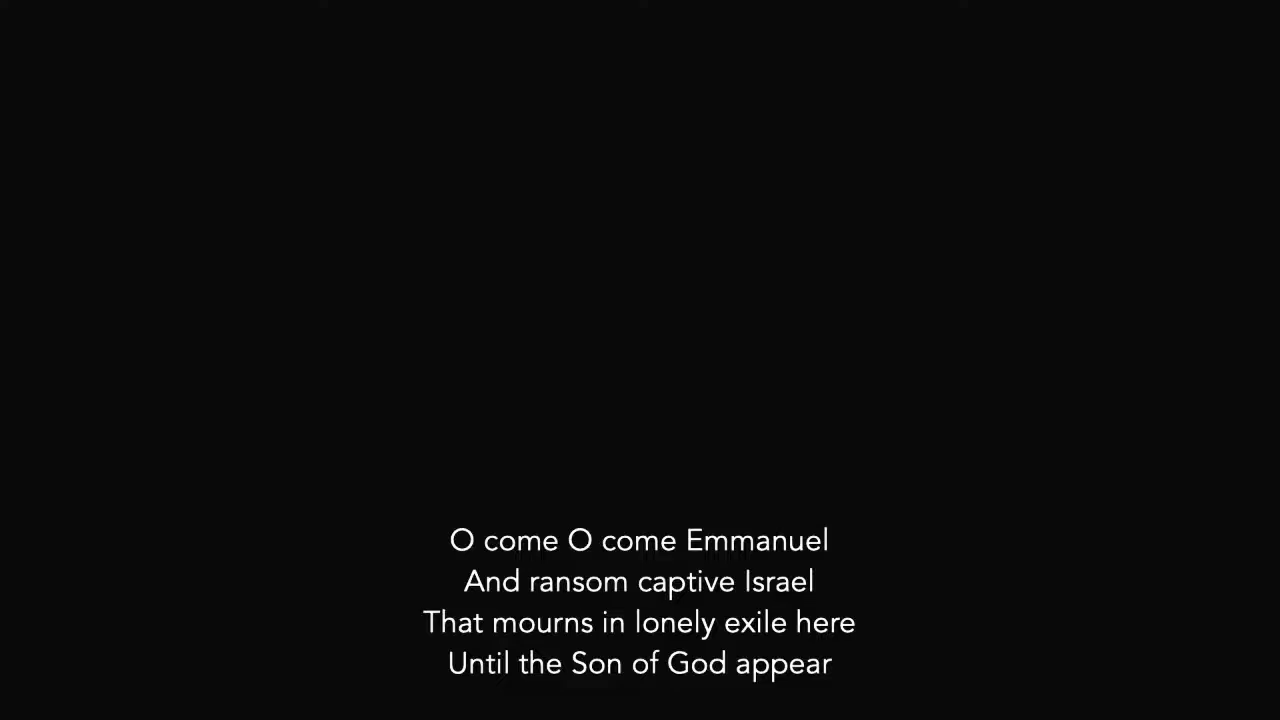 O come O come Emmanuel
And ransom captive Israel
That mourns in lonely exile here
Until the Son of God appear